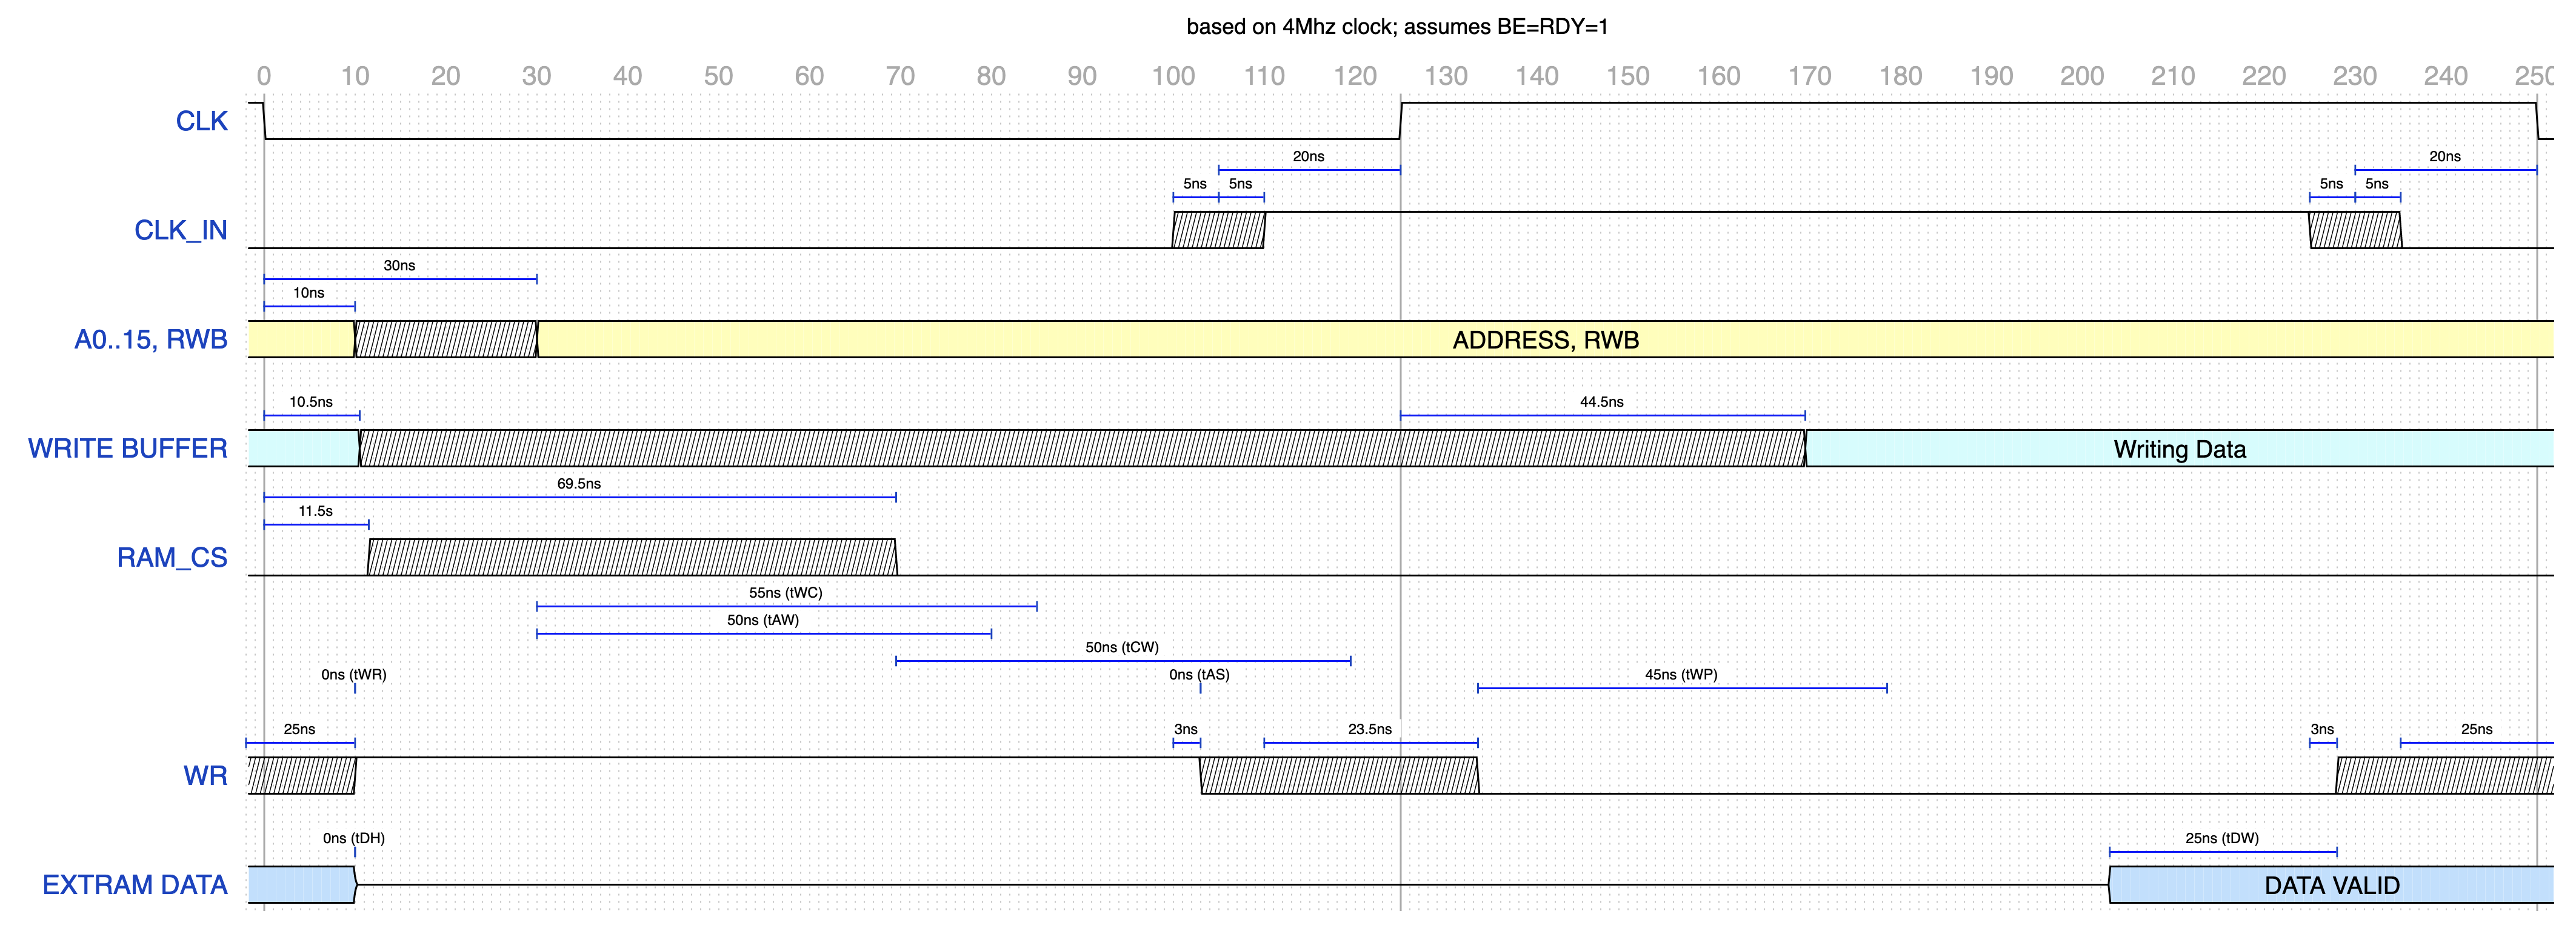 based on 4Mhz clock; assumes BE=RDY=1
0 10 20 30 40 50 60 70 80 90 100 110 120 130 140 150 160 170 180 190 200 210 220 230 240 250
CLK
20ns 20ns
5ns 5ns 5ns 5ns
CLK_IN
30ns
10ns
A0..15, RWB ADDRESS, RWB
10.5ns 44.5ns
WRITE BUFFER Writing Data
69.5ns
11.5s
RAM_CS
55ns (tWC)
50ns (tAW)
50ns (tCW)
0ns (tWR) 0ns (tAS) 45ns (tWP)
25ns 3ns 23.5ns 3ns 25ns
WR
0ns (tDH) 25ns (tDW)
EXTRAM DATA DATA VALID